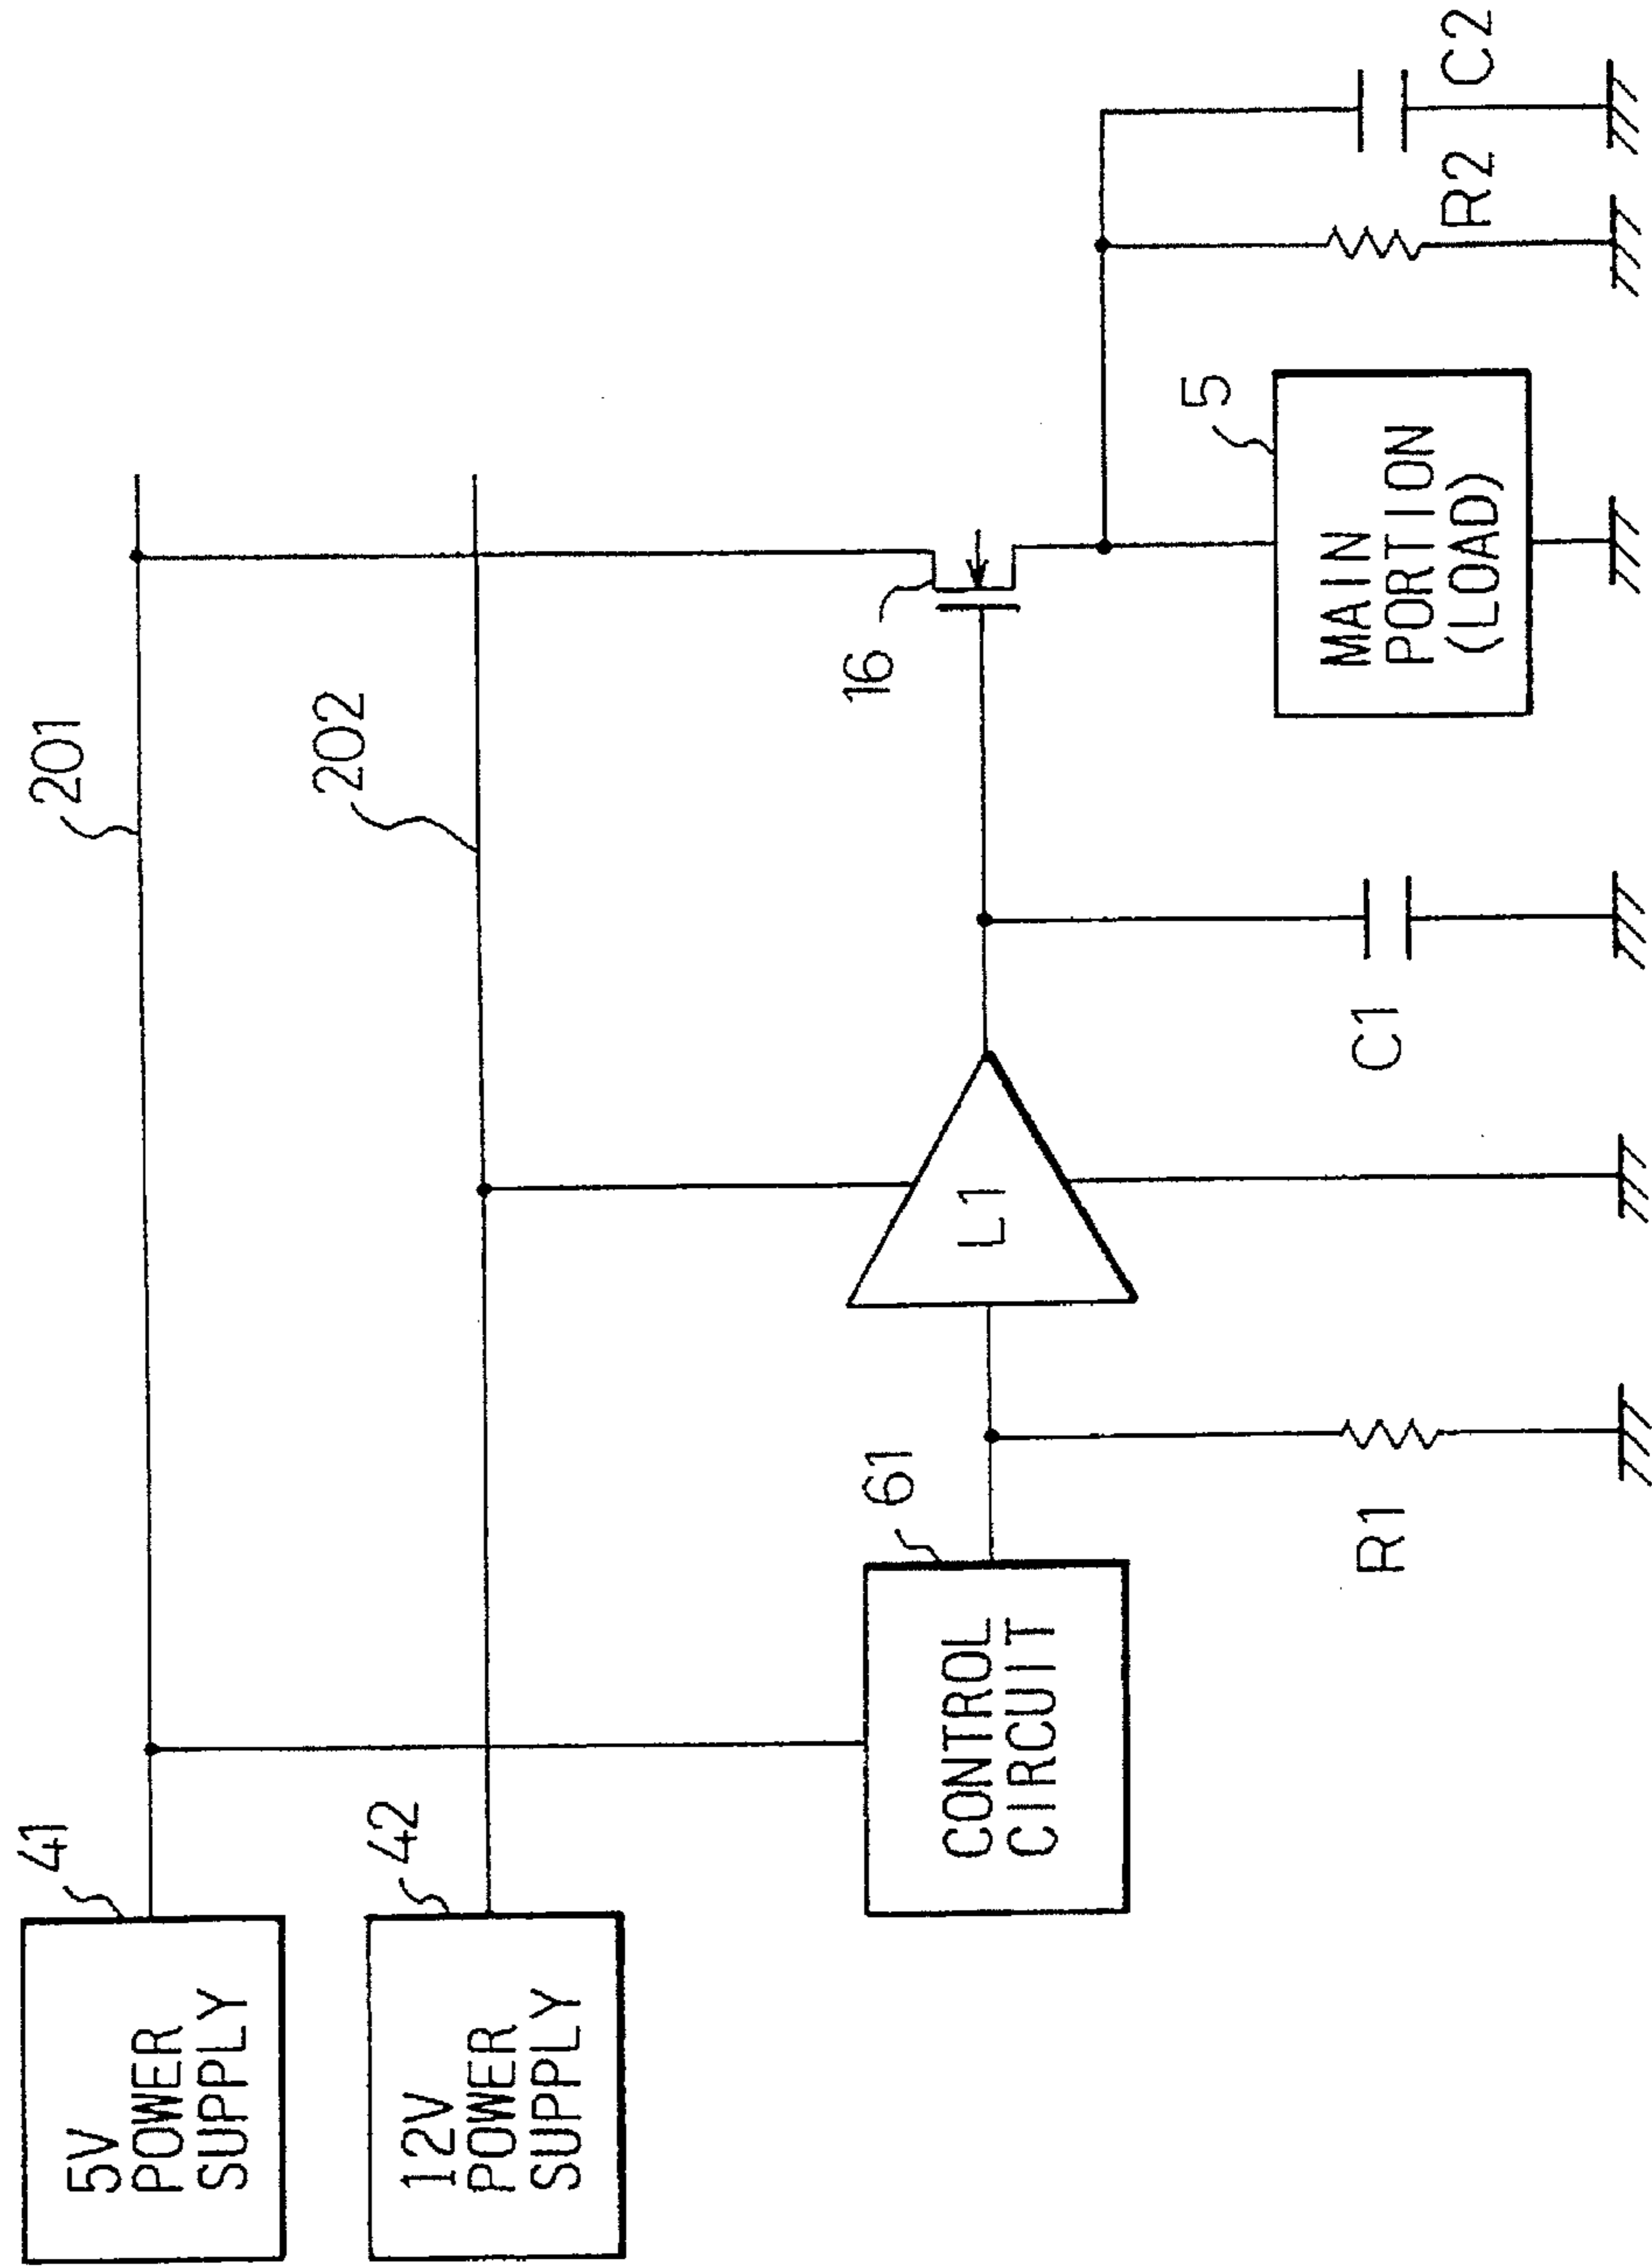 5V
POWER
SUPPLY
41
201
12V
POWER
SUPPLY
42
202
CONTROL
CIRCUIT
61
L1
16
R1
C1
MAIN
PORTION
(LOAD)
5
R2
C2